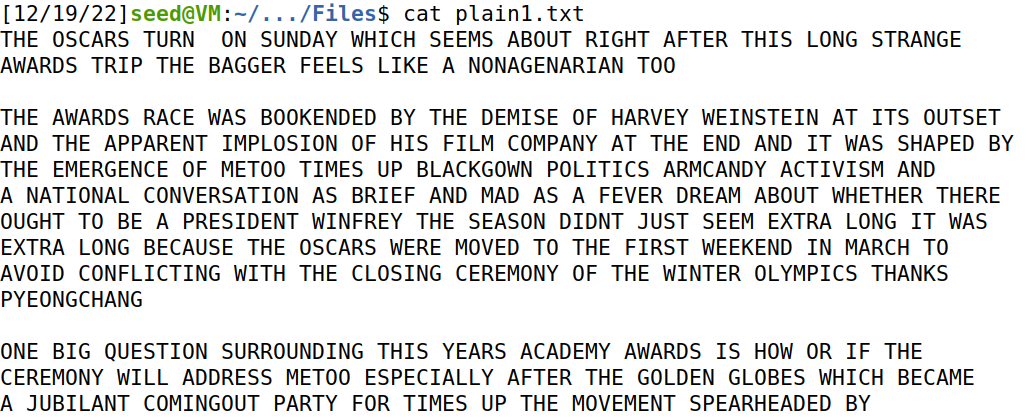 [12/19/22]seed@VM:~/.../Files$ cat plain1.txt
THE OSCARS TURN  ON SUNDAY WHICH SEEMS ABOUT RIGHT AFTER THIS LONG STRANGE
AWARDS TRIP THE BAGGER FEELS LIKE A NONAGENARIAN TOO

THE AWARDS RACE WAS BOOKENDED BY THE DEMISE OF HARVEY WEINSTEIN AT ITS OUTSET
AND THE APPARENT IMPLOSION OF HIS FILM COMPANY AT THE END AND IT WAS SHAPED BY
THE EMERGENCE OF METOO TIMES UP BLACKGOWN POLITICS ARMCANDY ACTIVISM AND
A NATIONAL CONVERSATION AS BRIEF AND MAD AS A FEVER DREAM ABOUT WHETHER THERE
OUGHT TO BE A PRESIDENT WINFREY THE SEASON DIDNT JUST SEEM EXTRA LONG IT WAS
EXTRA LONG BECAUSE THE OSCARS WERE MOVED TO THE FIRST WEEKEND IN MARCH TO
AVOID CONFLICTING WITH THE CLOSING CEREMONY OF THE WINTER OLYMPICS THANKS
PYEONGCHANG

ONE BIG QUESTION SURROUNDING THIS YEARS ACADEMY AWARDS IS HOW OR IF THE
CEREMONY WILL ADDRESS METOO ESPECIALLY AFTER THE GOLDEN GLOBES WHICH BECAME
A JUBILANT COMINGOUT PARTY FOR TIMES UP THE MOVEMENT SPEARHEADED BY